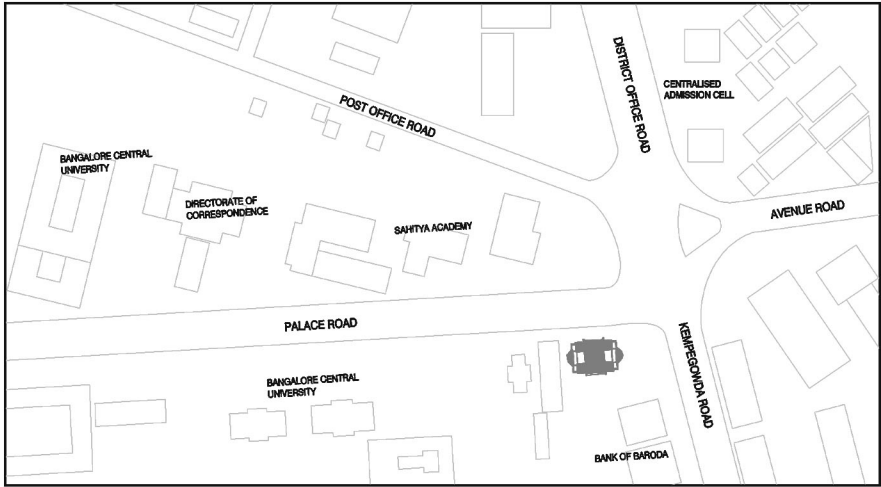 DISTRICT OFFICE ROAD
CENTRALISED
ADMISSION CELL
POST OFFICE ROAD
BANGALORE CENTRAL
UNIVERSITY
DIRECTORATE OF
CORRESPONDENCE
AVENUE ROAD
SAHITYA ACADEMY
PALACE ROAD
KEMPEGOWDA ROAD
BANGALORE CENTRAL
UNIVERSITY
BANK OF BARODA